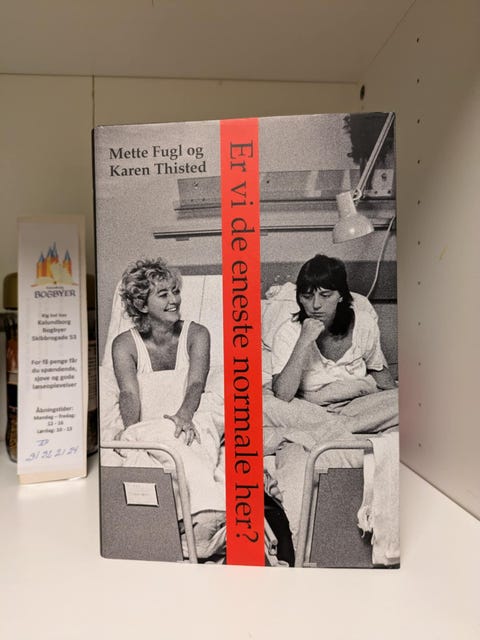 Mette Fugl og
Karen Thisted
Er vi de eneste normale her?
BOGBYER
Kig ind hos
Kalundborg
Bogbyer
Skibbrogade 53
For få penge får
du spændende,
sjove og gode
læseoplevelser
Åbningstider:
Mandag - fredag:
12 - 16
Lørdag: 10 - 13